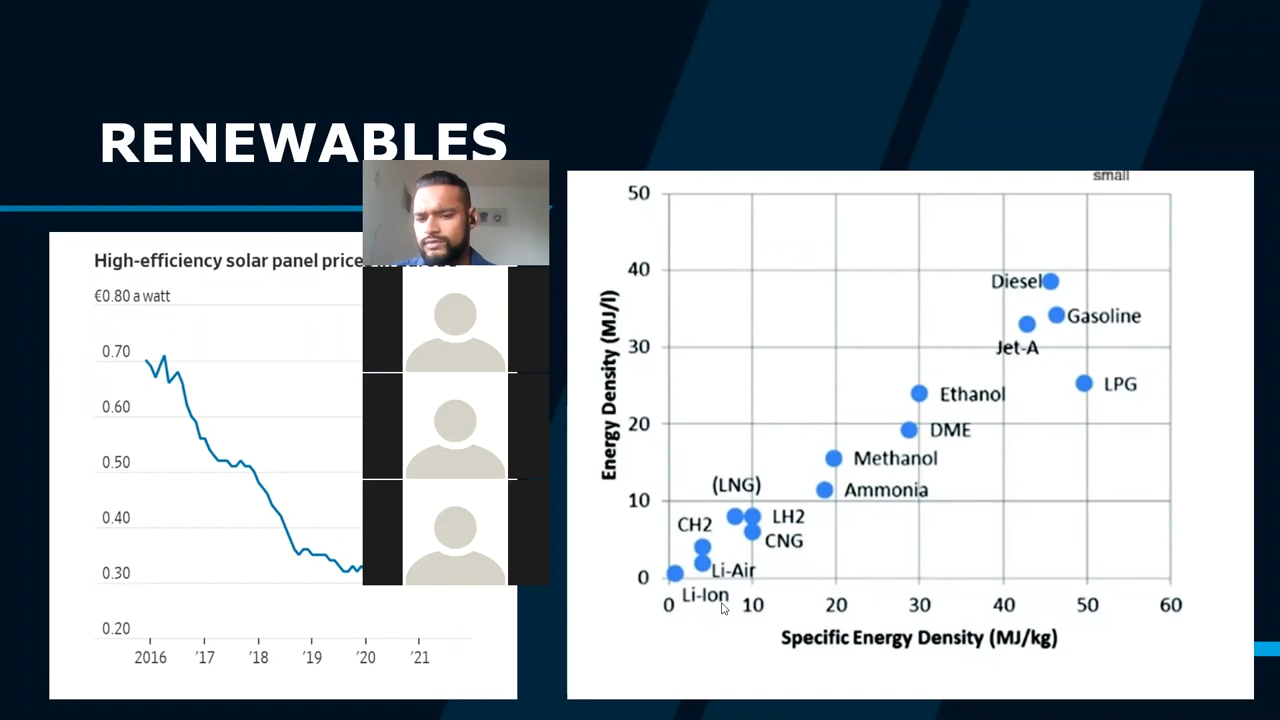 RENEWABLES
High-efficiency solar panel price
€0.80 a watt
0.70
0.60
0.50
0.40
0.30
0.20
2016 '17 '18 '19 '20 '21
small
50
40
30
20
10
0
Energy Density (MJ/l)
Diesel
Gasoline
Jet-A
LPG
Ethanol
DME
Methanol
Ammonia
(LNG)
LH2
CH2
CNG
Li-Air
Li-Ion
0 10 20 30 40 50 60
Specific Energy Density (MJ/kg)